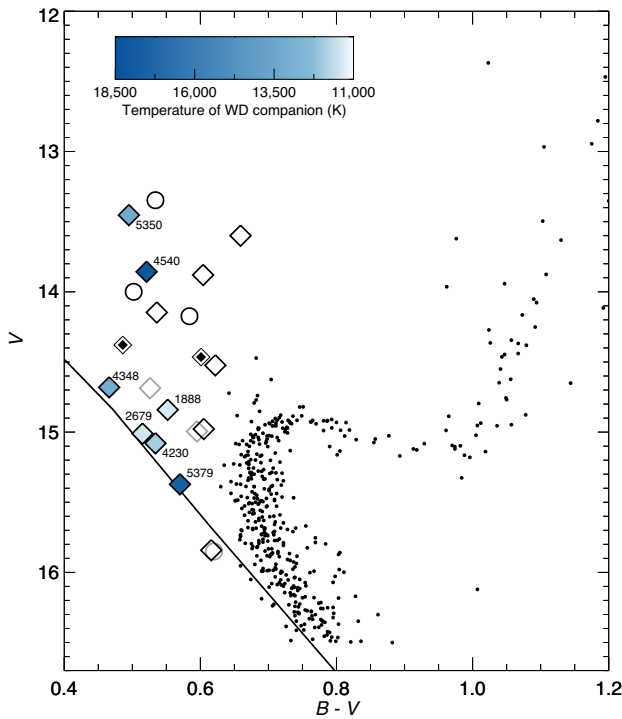 12
18,500 16,000 13,500 11,000
Temperature of WD companion (K)
13
5350
4540
14
V
4348
1888
2679
15
4230
5379
16
0.4 0.6 0.8 1.0 1.2
B - V